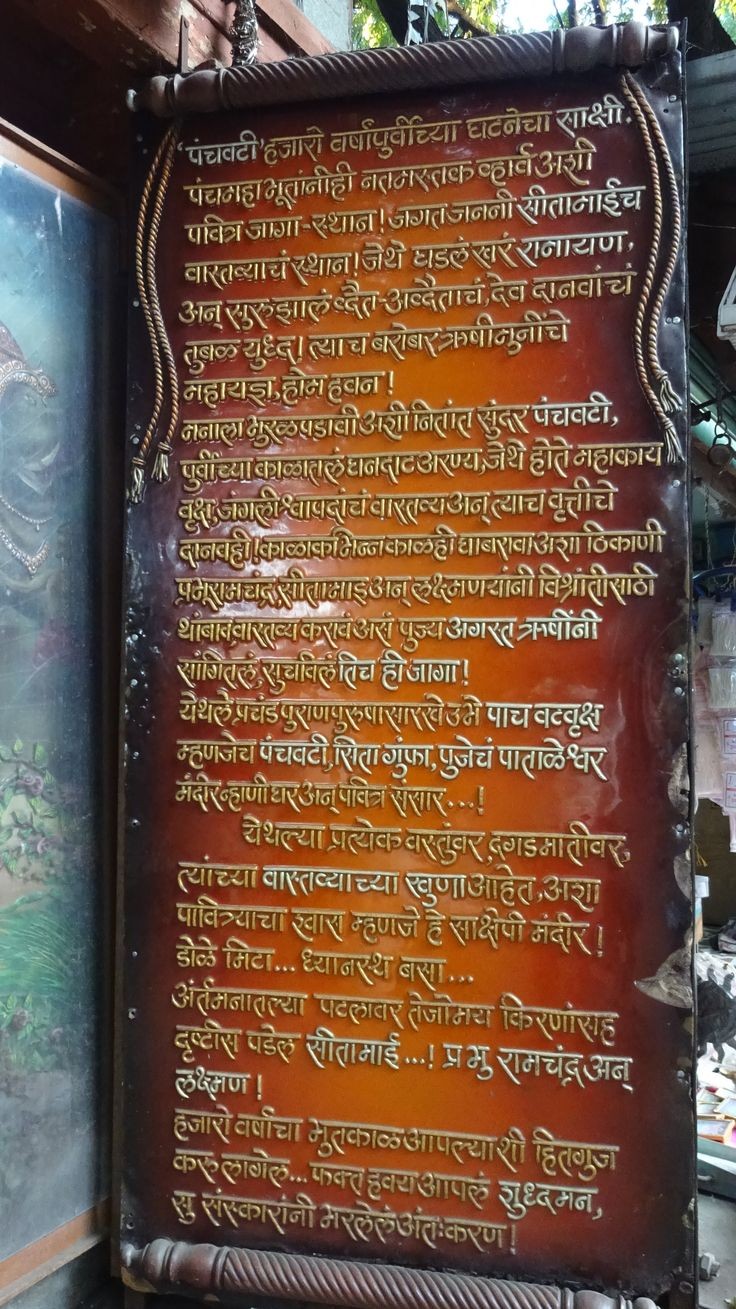 'पंचवटी' हजारो वर्षांपुर्वीच्या घटनेचा साक्षी.
पंचमहाभूतांनीही नतमस्तक व्हावं अशी
पवित्र जागा-स्थान! जगतजननी सीतामाईच
वास्तव्याचं स्थान! जेथे घडलं खरं रानायण,
अन् सुरु झालं व्दैत-अव्दैताचं, देव दानवांचं
तुबळ युध्द! त्याच बरोबर ऋषीमुनींचे
महायज्ञ, होम हवन!
ननाला भुरळ पडावी अशी नितांत सुंदर पंचवटी,
पुर्वीच्या काळातलं घनदाट अरण्य, जेथे होते महाकाय
वृक्ष, जंगली श्वापदांचं वास्तव्य अन् त्याच वृत्तीचे
दानवही! काळाकभिन्न काळही घाबरावा अशा ठिकाणी
प्रभूरामचंद्र, सीतामाइ अन् लक्ष्मण यांनी विश्रांतीसाठी
थांबाव वास्तव्य करावं असं पुज्य अगस्त ऋषींनी
सांगितलं, सुचविलं तिच ही जागा!
येथले प्रचंड पुराणपुरुषासारखे उभे पाच वटवृक्ष
म्हणजेच पंचवटी, सिता गुंफा, पुजेचं पाताळेश्वर
मंदीर न्हाणीघर अन् पवित्र संसार...!
येथल्या प्रत्येक वस्तुंवर, दगडमातीवर,
त्यांच्या वास्तव्याच्या खुणा आहेत, अशा
पावित्र्याचा श्वास म्हणजे हे साक्षेपी मंदीर!
डोळे मिटा... ध्यानस्थ बसा...
अंर्तमनातल्या पटलावर तेजोमय किरणांसह
दृष्टीस पडेल सीतामाई...! प्रभु रामचंद्र अन्
लक्ष्मण!
हजारो वर्षाचा भुतकाळ आपल्याशी हितगुज
करु लागेल... फक्त हवय आपलं शुध्दमन,
सु संस्कारांनी भरलेलं अंतःकरण!